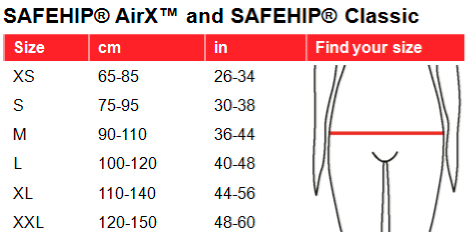 SAFEHIP® AirX™ and SAFEHIP® Classic
Size cm in Find your size
XS 65-85 26-34
S 75-95 30-38
M 90-110 36-44
L 100-120 40-48
XL 110-140 44-56
XXL 120-150 48-60